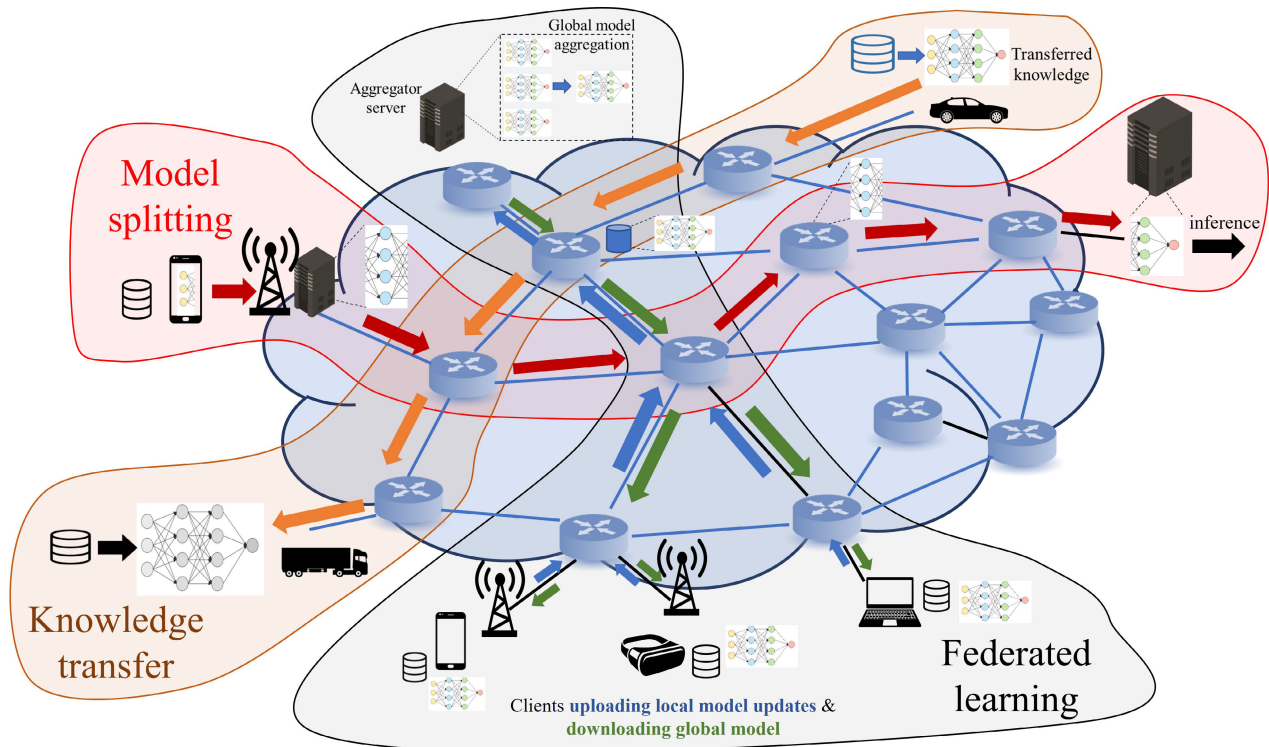 Global model
aggregation
Aggregator
server
Transferred
knowledge
Model
splitting
inference
Knowledge
transfer
Federated
learning
Clients uploading local model updates &
downloading global model